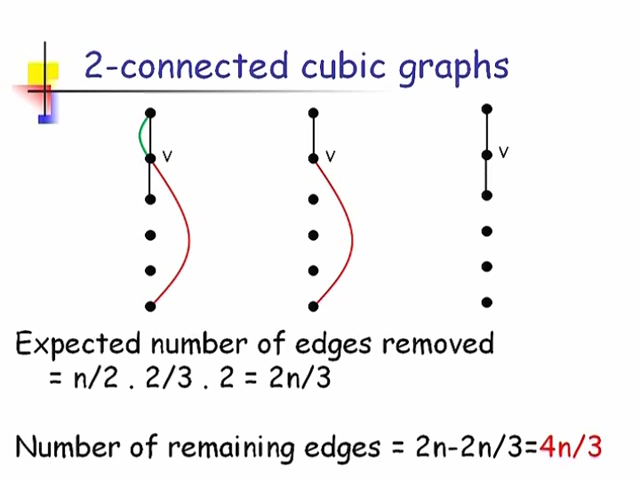 2-connected cubic graphs
v
v
v
Expected number of edges removed
= n/2 . 2/3 . 2 = 2n/3
Number of remaining edges = 2n-2n/3=4n/3